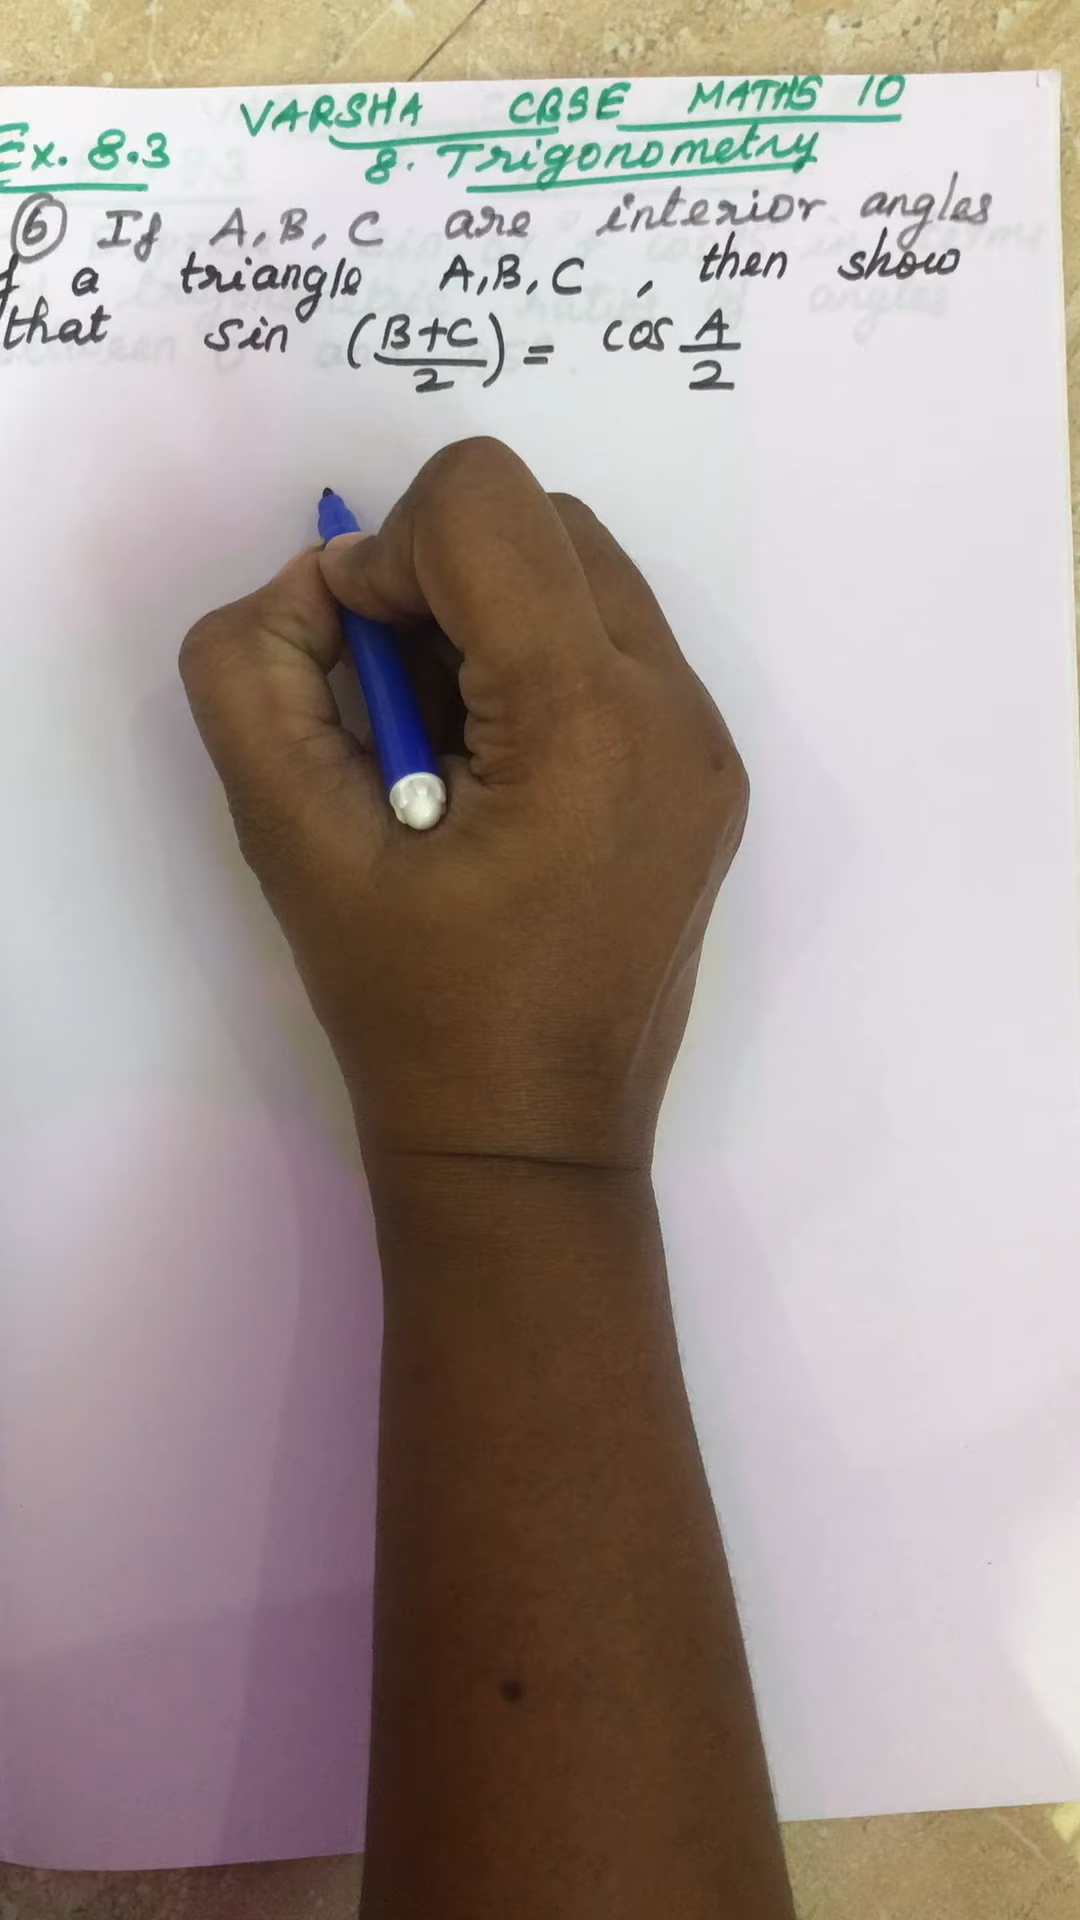 VARSHA CBSE MATHS 10
Ex. 8.3 8. Trigonometry
6 If A, B, C are interior angles
a triangle A, B, C, then show
that sin (B+C/2) = cos A/2